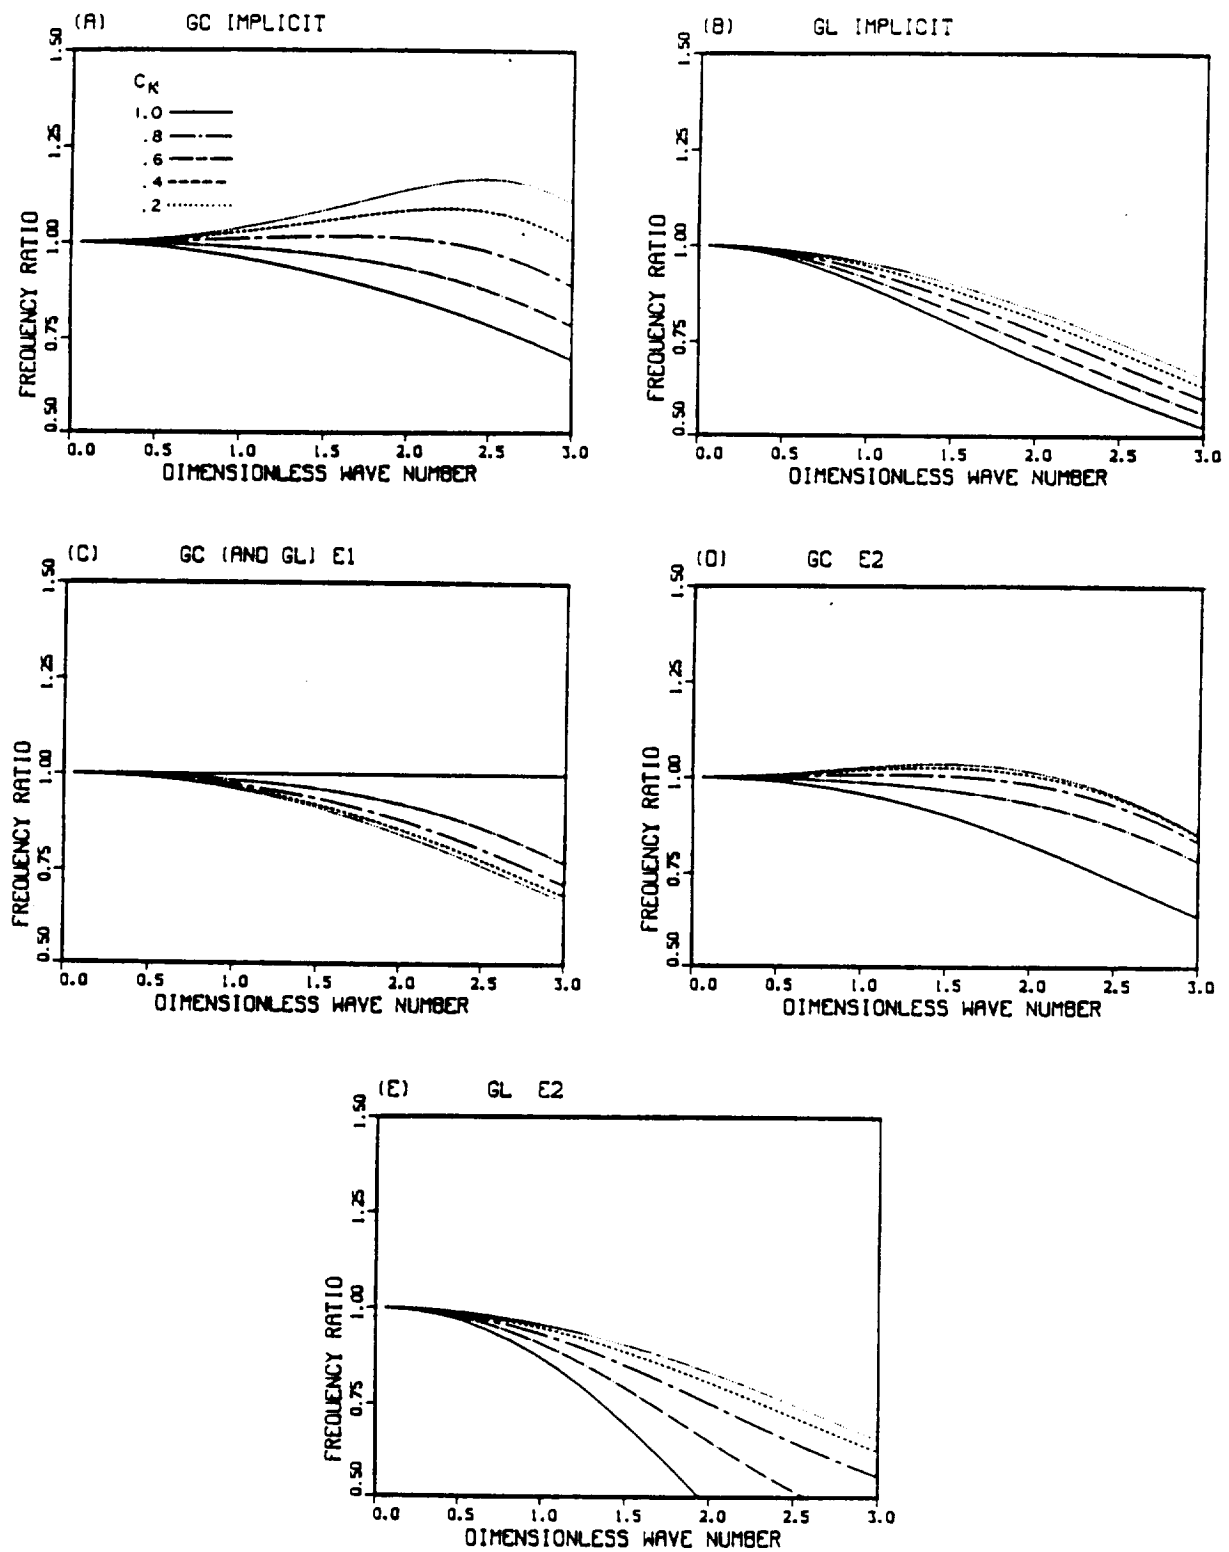 (A) GC IMPLICIT
1.50
1.25
1.00
0.75
0.50
FREQUENCY RATIO
CK
1.0
.8
.6
.4
.2
0.0 0.5 1.0 1.5 2.0 2.5 3.0
DIMENSIONLESS WAVE NUMBER
(B) GL IMPLICIT
1.50
1.25
1.00
0.75
0.50
FREQUENCY RATIO
0.0 0.5 1.0 1.5 2.0 2.5 3.0
DIMENSIONLESS WAVE NUMBER
(C) GC (AND GL) E1
1.50
1.25
1.00
0.75
0.50
FREQUENCY RATIO
0.0 0.5 1.0 1.5 2.0 2.5 3.0
DIMENSIONLESS WAVE NUMBER
(D) GC E2
1.50
1.25
1.00
0.75
0.50
FREQUENCY RATIO
0.0 0.5 1.0 1.5 2.0 2.5 3.0
DIMENSIONLESS WAVE NUMBER
(E) GL E2
1.50
1.25
1.00
0.75
0.50
FREQUENCY RATIO
0.0 0.5 1.0 1.5 2.0 2.5 3.0
DIMENSIONLESS WAVE NUMBER